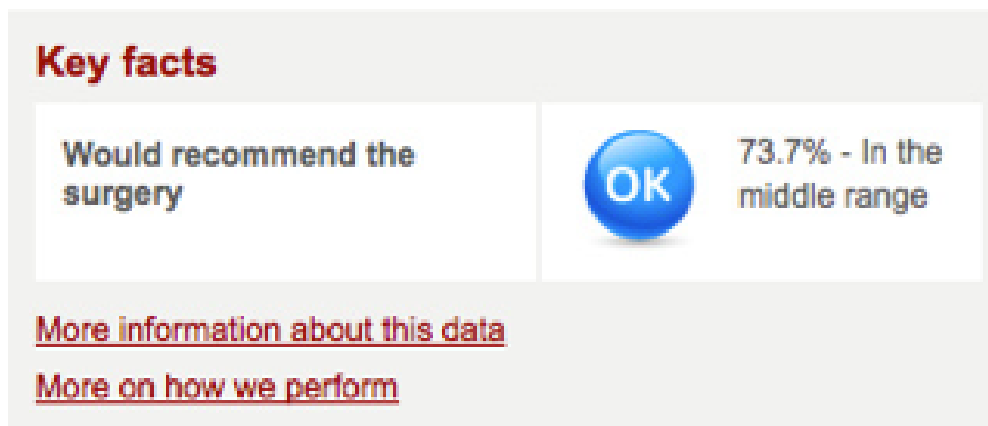 Key facts
Would recommend the
surgery
OK
73.7% - In the
middle range
More information about this data
More on how we perform